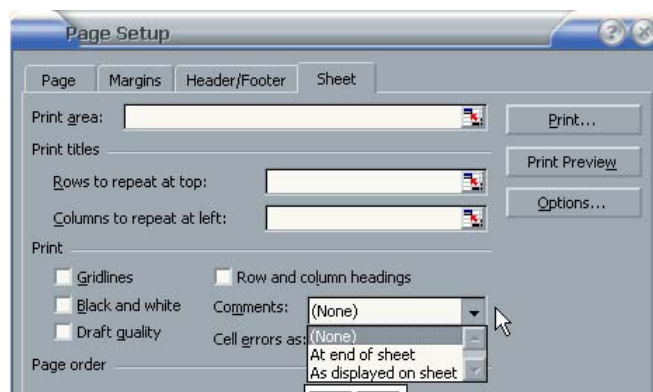 Page Setup
Page Margins Header/Footer Sheet
Print area:
Print...
Print titles
Print Preview
Rows to repeat at top:
Options...
Columns to repeat at left:
Print
Gridlines Row and column headings
Black and white Comments: (None)
Draft quality Cell errors as: (None)
At end of sheet
As displayed on sheet
Page order